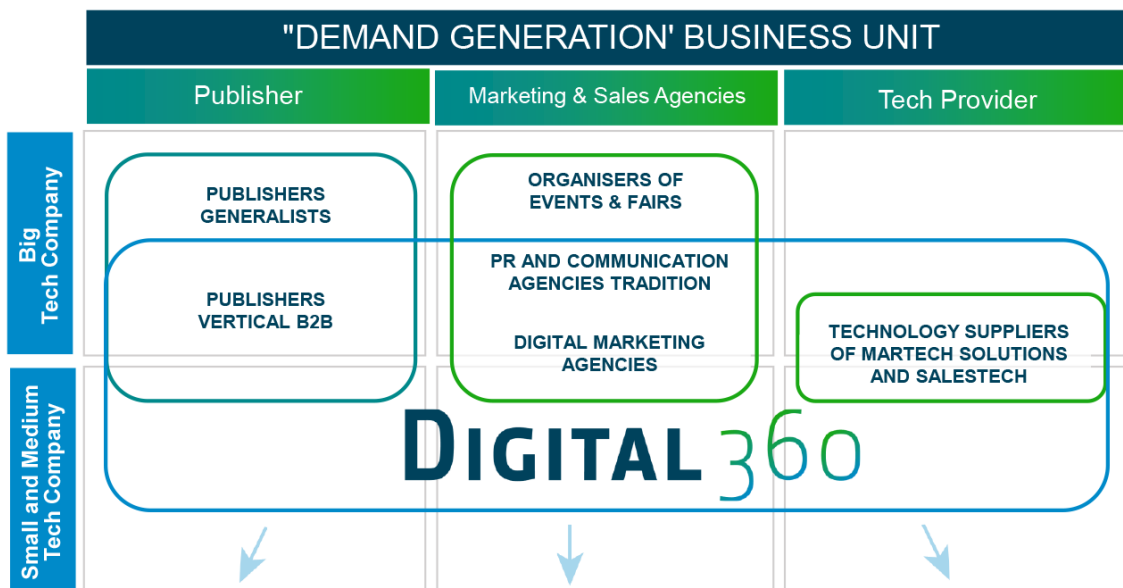 "DEMAND GENERATION' BUSINESS UNIT
Publisher
Marketing & Sales Agencies
Tech Provider
Big
Tech Company
PUBLISHERS
GENERALISTS
ORGANISERS OF
EVENTS & FAIRS
PUBLISHERS
VERTICAL B2B
PR AND COMMUNICATION
AGENCIES TRADITION
DIGITAL MARKETING
AGENCIES
TECHNOLOGY SUPPLIERS
OF MARTECH SOLUTIONS
AND SALESTECH
Small and Medium
Tech Company
DIGITAL360